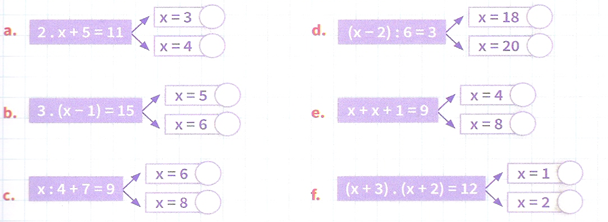 a. 2 . x + 5 = 11
x = 3
x = 4
b. 3 . (x − 1) = 15
x = 5
x = 6
c. x : 4 + 7 = 9
x = 6
x = 8
d. (x − 2) : 6 = 3
x = 18
x = 20
e. x + x + 1 = 9
x = 4
x = 8
f. (x + 3) . (x + 2) = 12
x = 1
x = 2